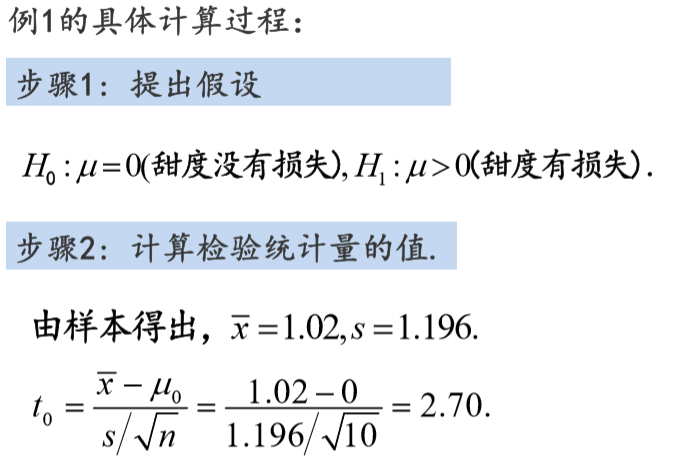 例1的具体计算过程：
步骤1：提出假设
H₀:μ=0(甜度没有损失),H₁:μ>0(甜度有损失).
步骤2：计算检验统计量的值.
由样本得出，x̅=1.02,s=1.196.
t₀ = (x̅-μ₀)/(s/√n) = (1.02-0)/(1.196/√10) = 2.70.